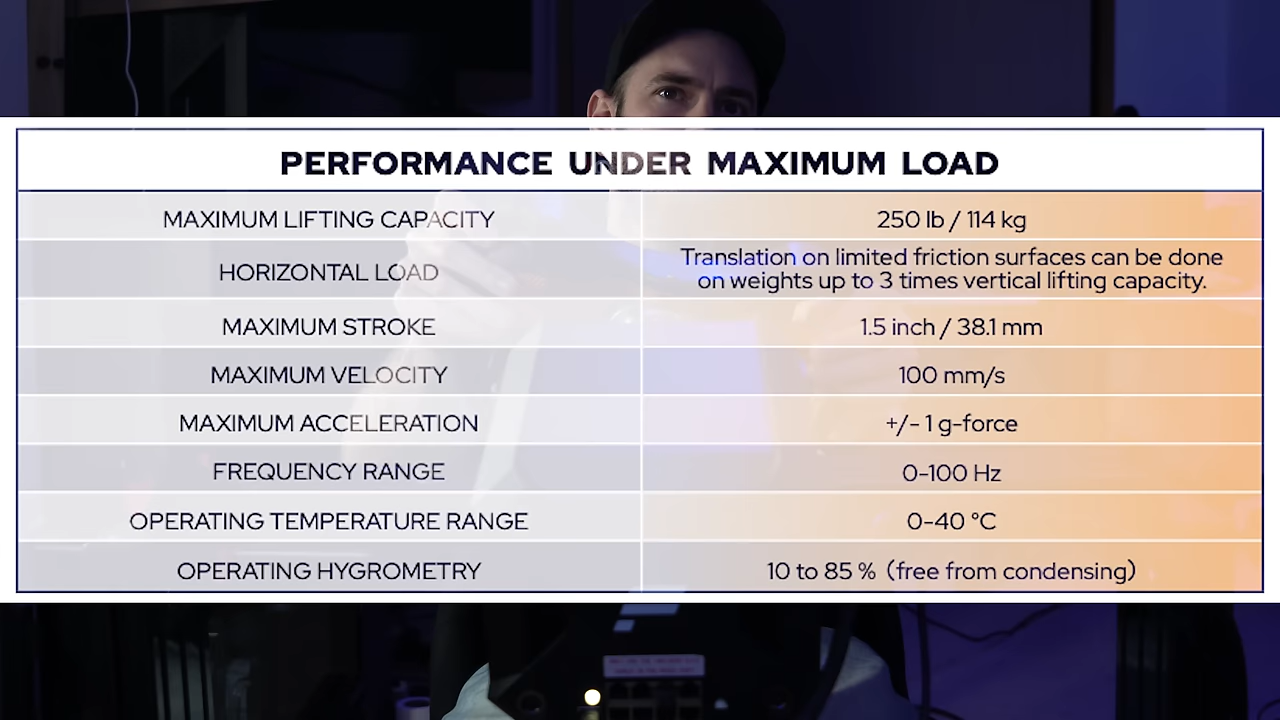 PERFORMANCE UNDER MAXIMUM LOAD
MAXIMUM LIFTING CAPACITY
250 lb / 114 kg
HORIZONTAL LOAD
Translation on limited friction surfaces can be done
on weights up to 3 times vertical lifting capacity.
MAXIMUM STROKE
1.5 inch / 38.1 mm
MAXIMUM VELOCITY
100 mm/s
MAXIMUM ACCELERATION
+/- 1 g-force
FREQUENCY RANGE
0-100 Hz
OPERATING TEMPERATURE RANGE
0-40 °C
OPERATING HYGROMETRY
10 to 85 % (free from condensing)